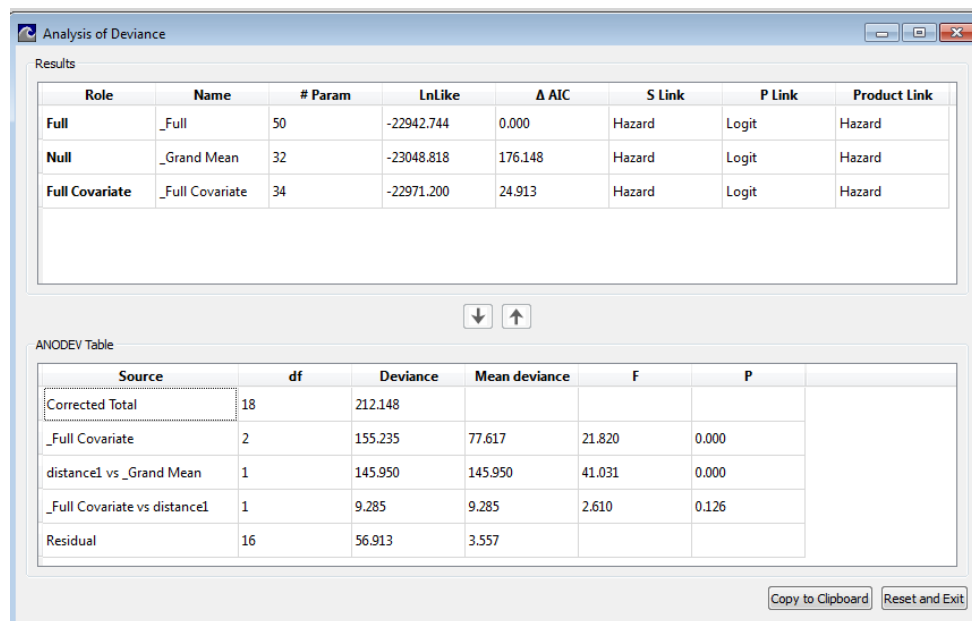 Analysis of Deviance
Results
Role Name # Param LnLike Δ AIC S Link P Link Product Link
Full _Full 50 -22942.744 0.000 Hazard Logit Hazard
Null _Grand Mean 32 -23048.818 176.148 Hazard Logit Hazard
Full Covariate _Full Covariate 34 -22971.200 24.913 Hazard Logit Hazard
ANODEV Table
Source df Deviance Mean deviance F P
Corrected Total 18 212.148
_Full Covariate 2 155.235 77.617 21.820 0.000
distance1 vs _Grand Mean 1 145.950 145.950 41.031 0.000
_Full Covariate vs distance1 1 9.285 9.285 2.610 0.126
Residual 16 56.913 3.557
Copy to Clipboard Reset and Exit